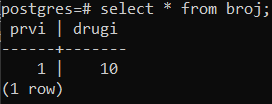 postgres=# select * from broj;
 prvi | drugi
------+-------
    1 |    10
(1 row)